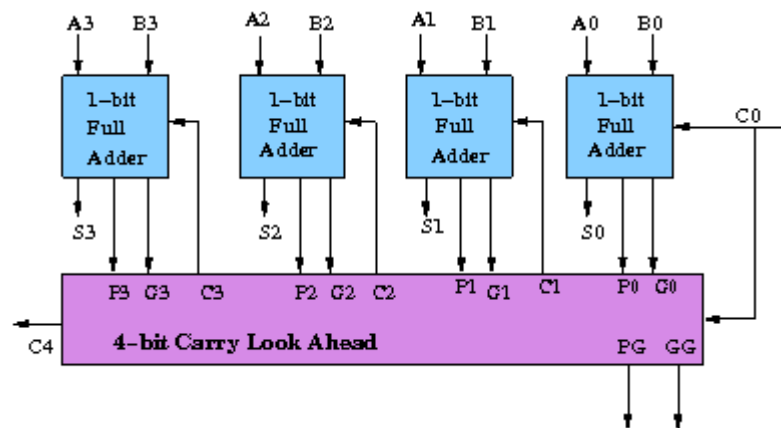 A3 B3 A2 B2 A1 B1 A0 B0
1-bit Full Adder
1-bit Full Adder
1-bit Full Adder
1-bit Full Adder
C0
S3 S2 S1 S0
P3 G3 C3 P2 G2 C2 P1 G1 C1 P0 G0
C4
4-bit Carry Look Ahead
PG GG